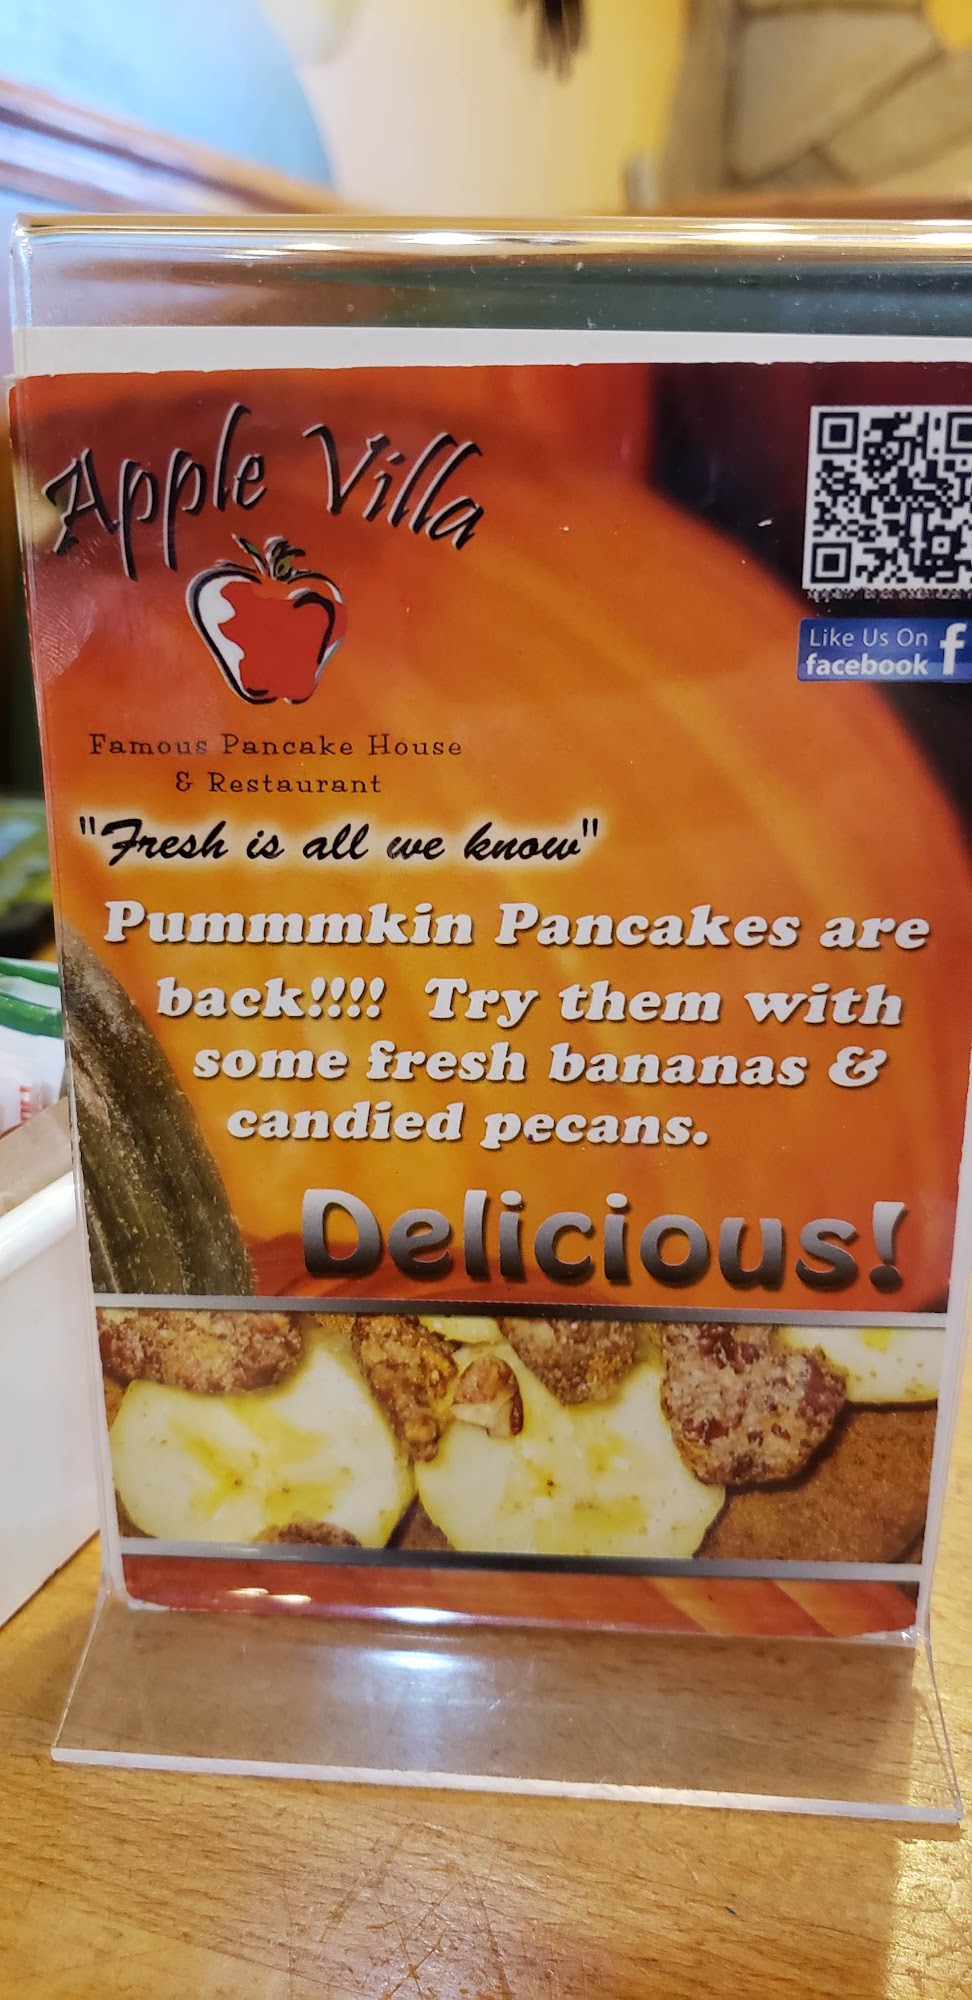 Apple Villa
Famous Pancake House
& Restaurant
"Fresh is all we know"
Like Us On
facebook f
Pummmkin Pancakes are
back!!!! Try them with
some fresh bananas &
candied pecans.
Delicious!